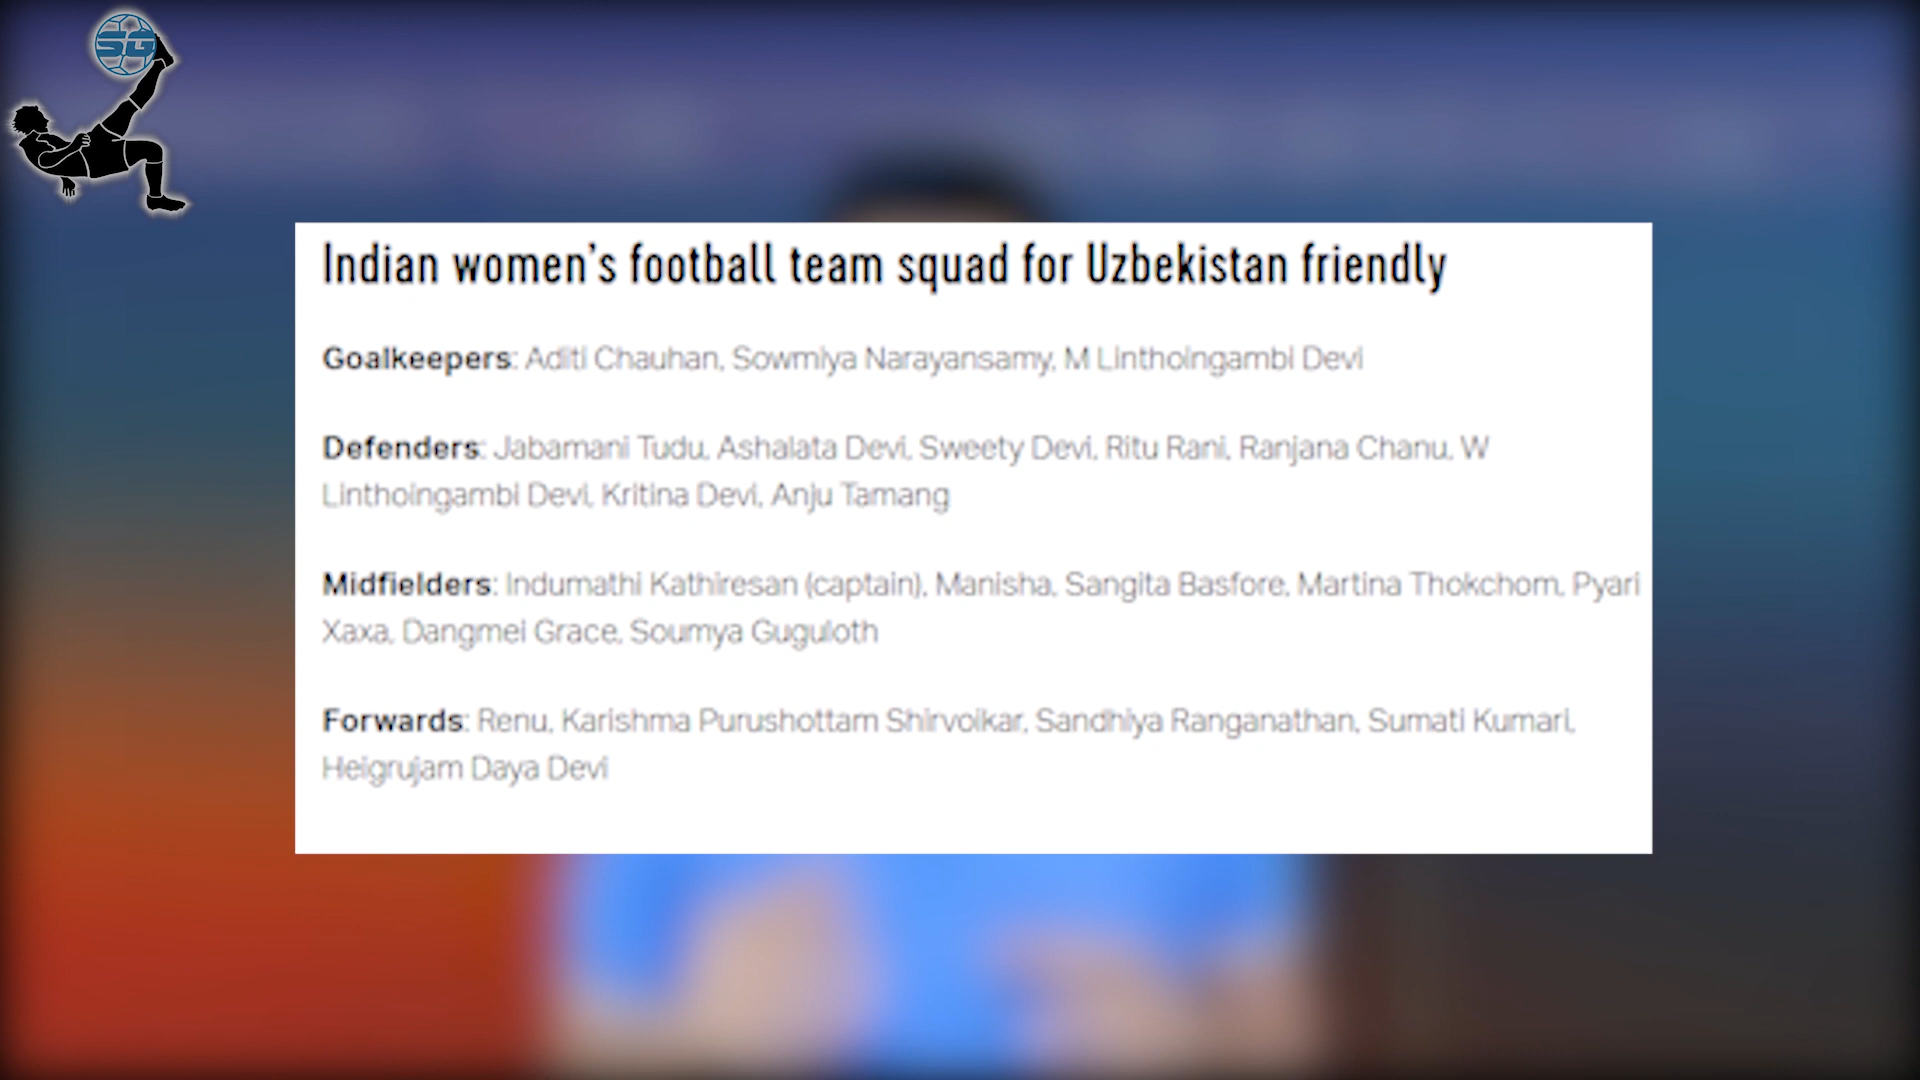 SG
Indian women’s football team squad for Uzbekistan friendly
Goalkeepers: Aditi Chauhan, Sowmiya Narayansamy, M Linthoingambi Devi
Defenders: Jabamani Tudu, Ashalata Devi, Sweety Devi, Ritu Rani, Ranjana Chanu, W
Linthoingambi Devi, Kritina Devi, Anju Tamang
Midfielders: Indumathi Kathiresan (captain), Manisha, Sangita Basfore, Martina Thokchom, Pyari
Xaxa, Dangmei Grace, Soumya Guguloth
Forwards: Renu, Karishma Purushottam Shirvoikar, Sandhiya Ranganathan, Sumati Kumari,
Heigrujam Daya Devi